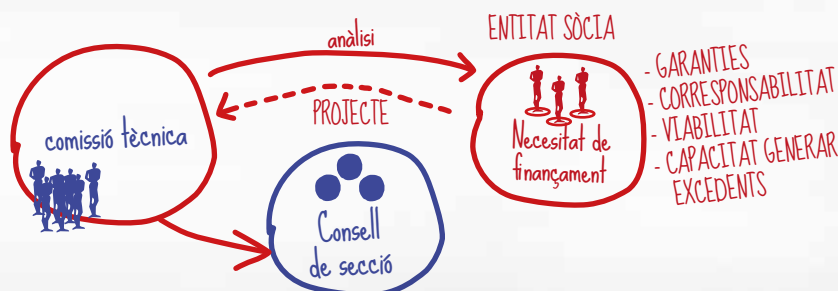 ENTITAT SÒCIA
anàlisi
- GARANTIES
- CORRESPONSABILITAT
- VIABILITAT
- CAPACITAT GENERAR
EXCEDENTS
PROJECTE
comissió tècnica
Necesitat de
finançament
Consell
de secció